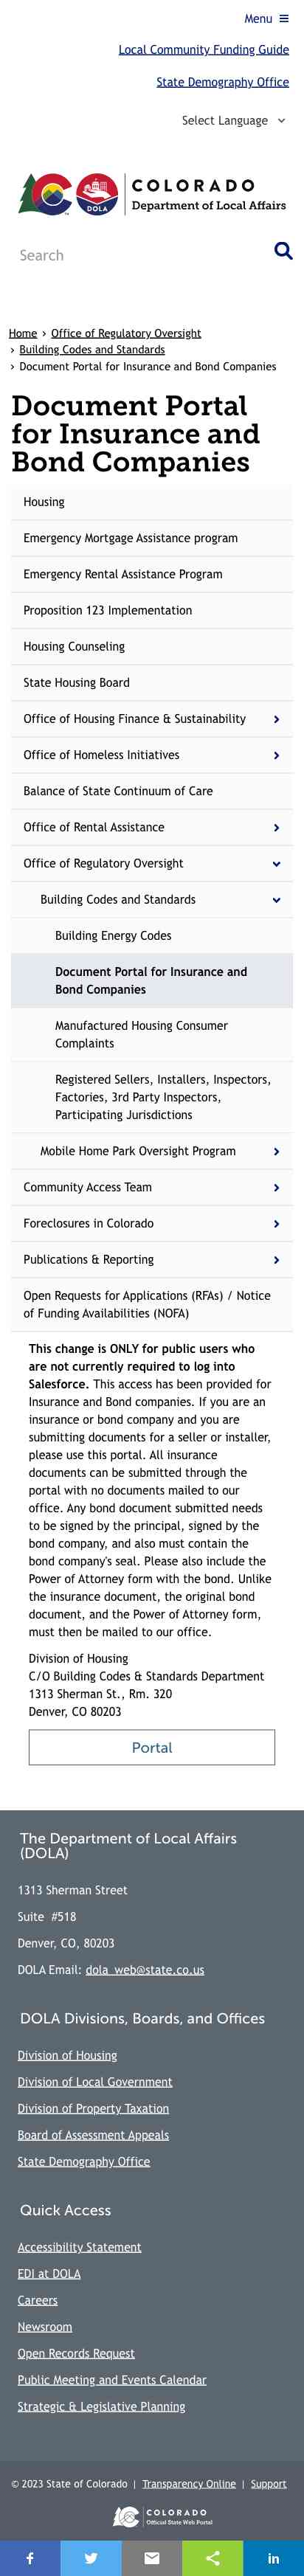 Menu
Local Community Funding Guide
State Demography Office
Select Language
DOLA
COLORADO
Department of Local Affairs
Search
Home › Office of Regulatory Oversight
› Building Codes and Standards
› Document Portal for Insurance and Bond Companies
Document Portal
for Insurance and
Bond Companies
Housing
Emergency Mortgage Assistance program
Emergency Rental Assistance Program
Proposition 123 Implementation
Housing Counseling
State Housing Board
Office of Housing Finance & Sustainability
Office of Homeless Initiatives
Balance of State Continuum of Care
Office of Rental Assistance
Office of Regulatory Oversight
Building Codes and Standards
Building Energy Codes
Document Portal for Insurance and
Bond Companies
Manufactured Housing Consumer
Complaints
Registered Sellers, Installers, Inspectors,
Factories, 3rd Party Inspectors,
Participating Jurisdictions
Mobile Home Park Oversight Program
Community Access Team
Foreclosures in Colorado
Publications & Reporting
Open Requests for Applications (RFAs) / Notice
of Funding Availabilities (NOFA)
This change is ONLY for public users who
are not currently required to log into
Salesforce. This access has been provided for
Insurance and Bond companies. If you are an
insurance or bond company and you are
submitting documents for a seller or installer,
please use this portal. All insurance
documents can be submitted through the
portal with no documents mailed to our
office. Any bond document submitted needs
to be signed by the principal, signed by the
bond company, and also must contain the
bond company's seal. Please also include the
Power of Attorney form with the bond. Unlike
the insurance document, the original bond
document, and the Power of Attorney form,
must then be mailed to our office.
Division of Housing
C/O Building Codes & Standards Department
1313 Sherman St., Rm. 320
Denver, CO 80203
Portal
The Department of Local Affairs
(DOLA)
1313 Sherman Street
Suite #518
Denver, CO, 80203
DOLA Email: dola_web@state.co.us
DOLA Divisions, Boards, and Offices
Division of Housing
Division of Local Government
Division of Property Taxation
Board of Assessment Appeals
State Demography Office
Quick Access
Accessibility Statement
EDI at DOLA
Careers
Newsroom
Open Records Request
Public Meeting and Events Calendar
Strategic & Legislative Planning
© 2023 State of Colorado | Transparency Online | Support
COLORADO
Official State Web Portal